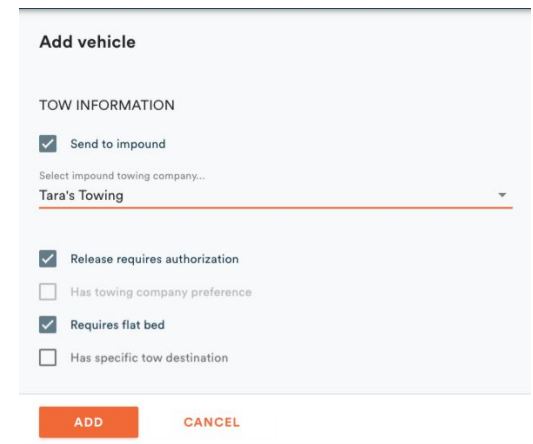 Add vehicle
TOW INFORMATION
Send to impound
Select impound towing company...
Tara's Towing
Release requires authorization
Has towing company preference
Requires flat bed
Has specific tow destination
ADD CANCEL